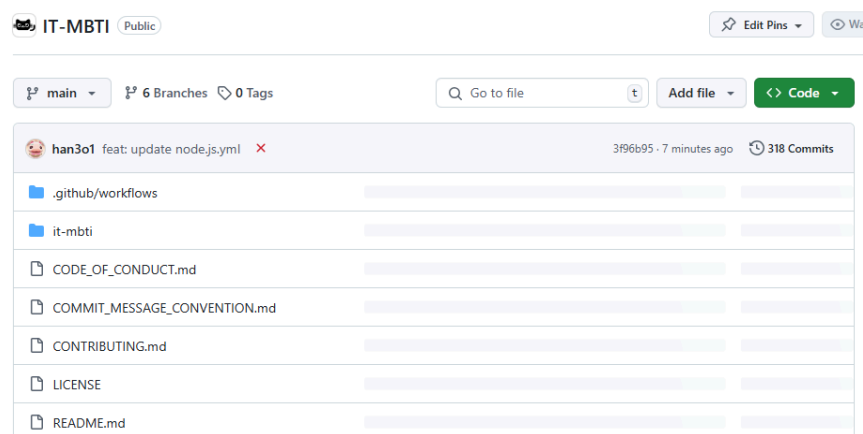 IT-MBTI Public Edit Pins
main 6 Branches 0 Tags Go to file t Add file Code
han3o1 feat: update node.js.yml 3f96b95 · 7 minutes ago 318 Commits
.github/workflows
it-mbti
CODE_OF_CONDUCT.md
COMMIT_MESSAGE_CONVENTION.md
CONTRIBUTING.md
LICENSE
README.md